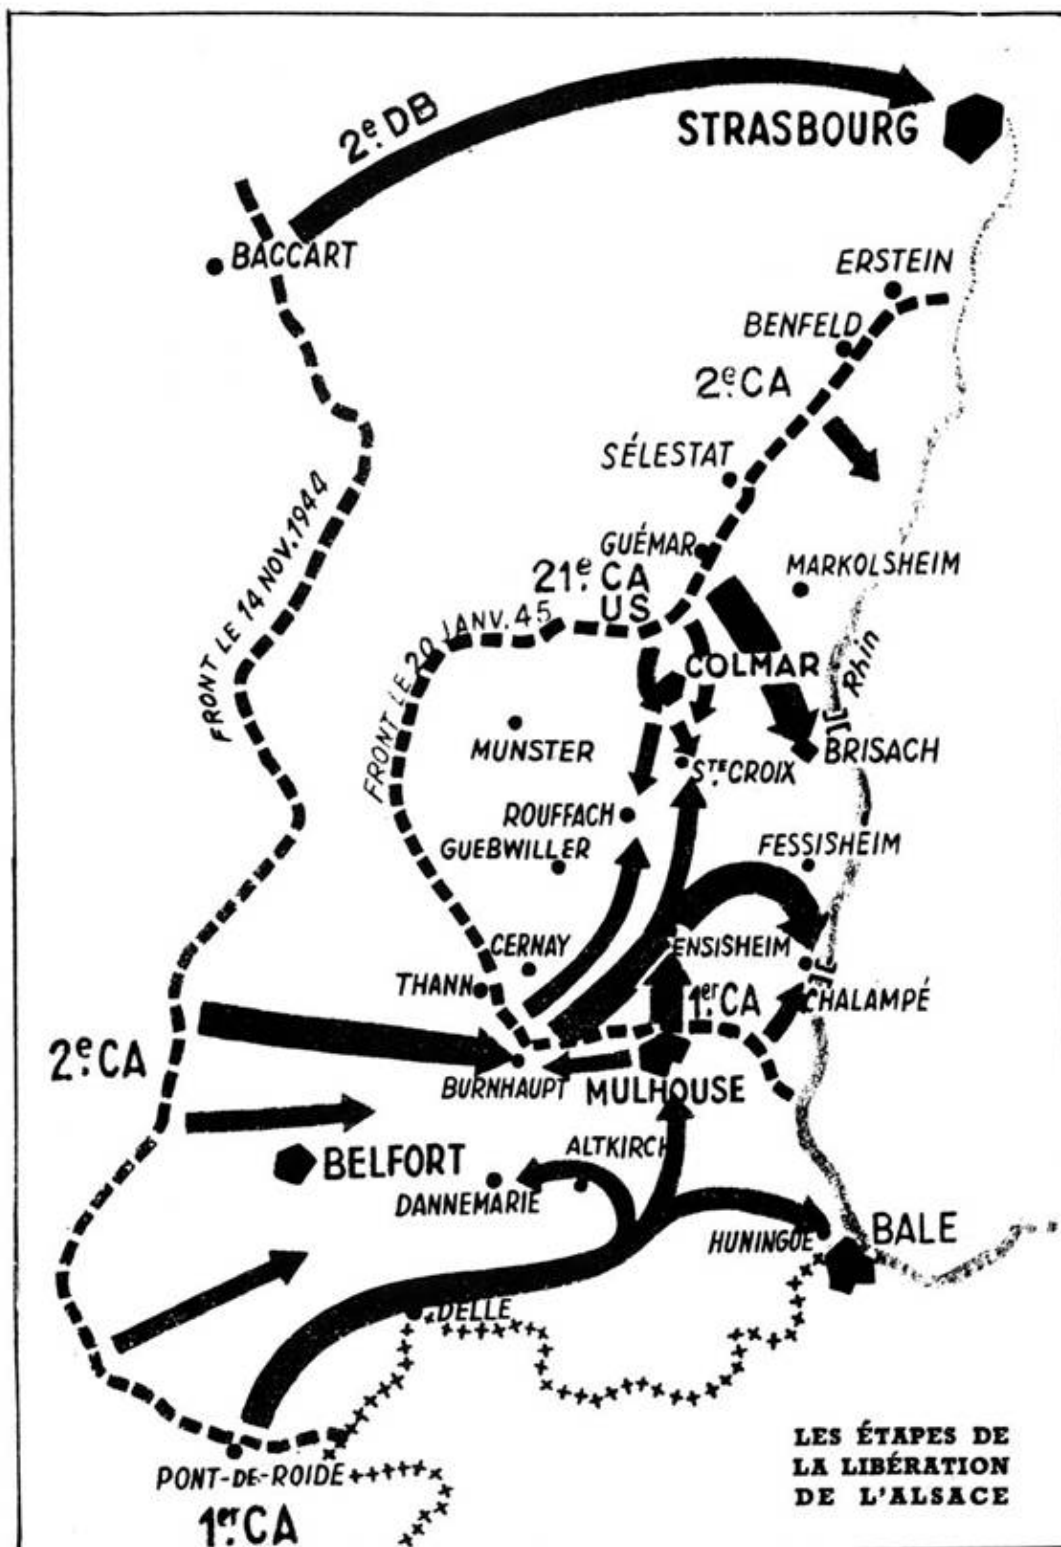 2e. DB
STRASBOURG
BACCART
ERSTEIN
BENFELD
2e. CA
SÉLESTAT
FRONT LE 14 NOV. 1944
GUÉMAR
21e. CA
US
MARKOLSHEIM
FRONT LE 20 JANV. 45
COLMAR
Rhin
MUNSTER
BRISACH
STE CROIX
ROUFFACH
GUEBWILLER
FESSISHEIM
CERNAY
ENSISHEIM
THANN
1er. CA
CHALAMPÉ
2e. CA
BURNHAUPT
MULHOUSE
ALTKIRCH
BELFORT
DANNEMARIE
HUNINGUE
BALE
DELLE
PONT-DE-ROIDE
1er. CA
LES ÉTAPES DE
LA LIBÉRATION
DE L'ALSACE